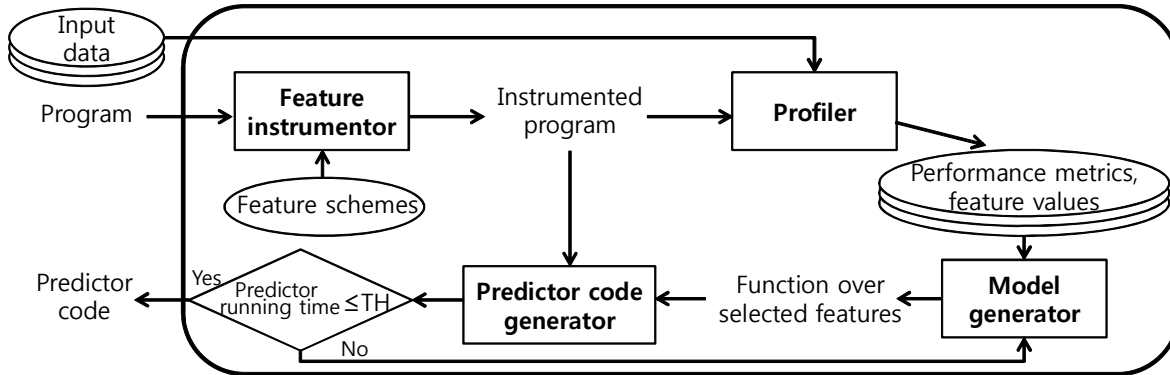 Input
data
Program
Feature
instrumentor
Instrumented
program
Profiler
Feature schemes
Performance metrics,
feature values
Model
generator
Function over
selected features
Predictor code
generator
Predictor
running time ≤TH
Yes
No
Predictor
code